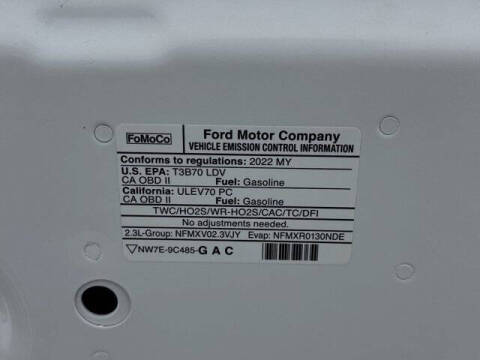 FoMoCo
Ford Motor Company
VEHICLE EMISSION CONTROL INFORMATION
Conforms to regulations: 2022 MY
U.S. EPA: T3B70 LDV
CA OBD II Fuel: Gasoline
California: ULEV70 PC
CA OBD II Fuel: Gasoline
TWC/HO2S/WR-HO2S/CAC/TC/DFI
No adjustments needed.
2.3L-Group: NFMXV02.3VJY Evap: NFMXR0130NDE
NW7E-9C485-GAC